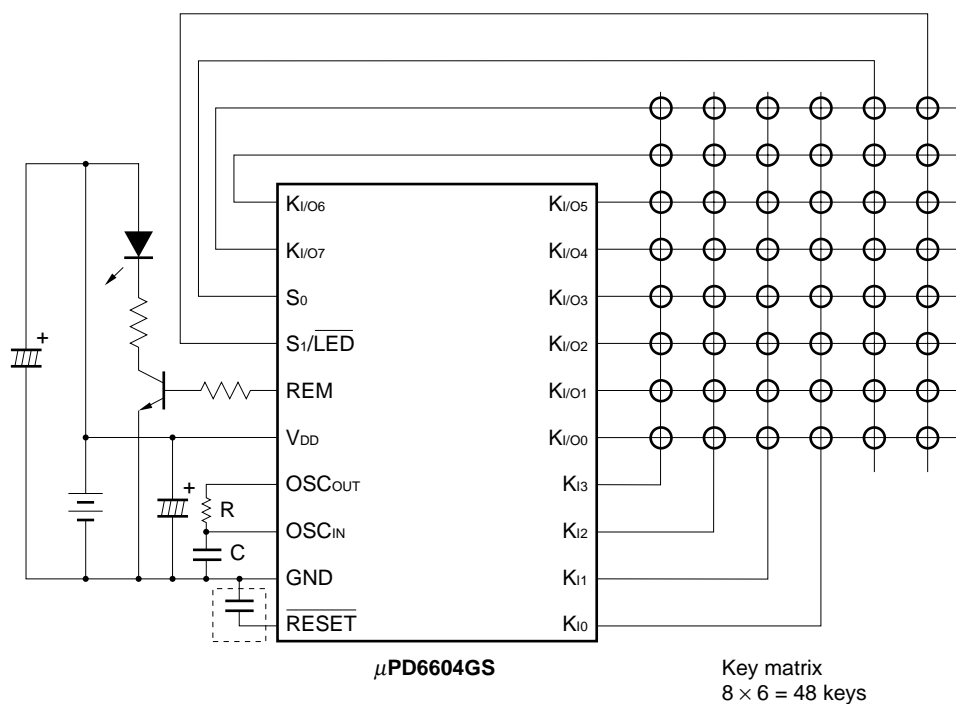 KI/O6 KI/O5
KI/O7 KI/O4
S0 KI/O3
S1/LED KI/O2
+
REM KI/O1
VDD KI/O0
+
OSCOUT KI3
R
OSCIN KI2
C
GND KI1
RESET KI0
µPD6604GS
Key matrix
8 × 6 = 48 keys